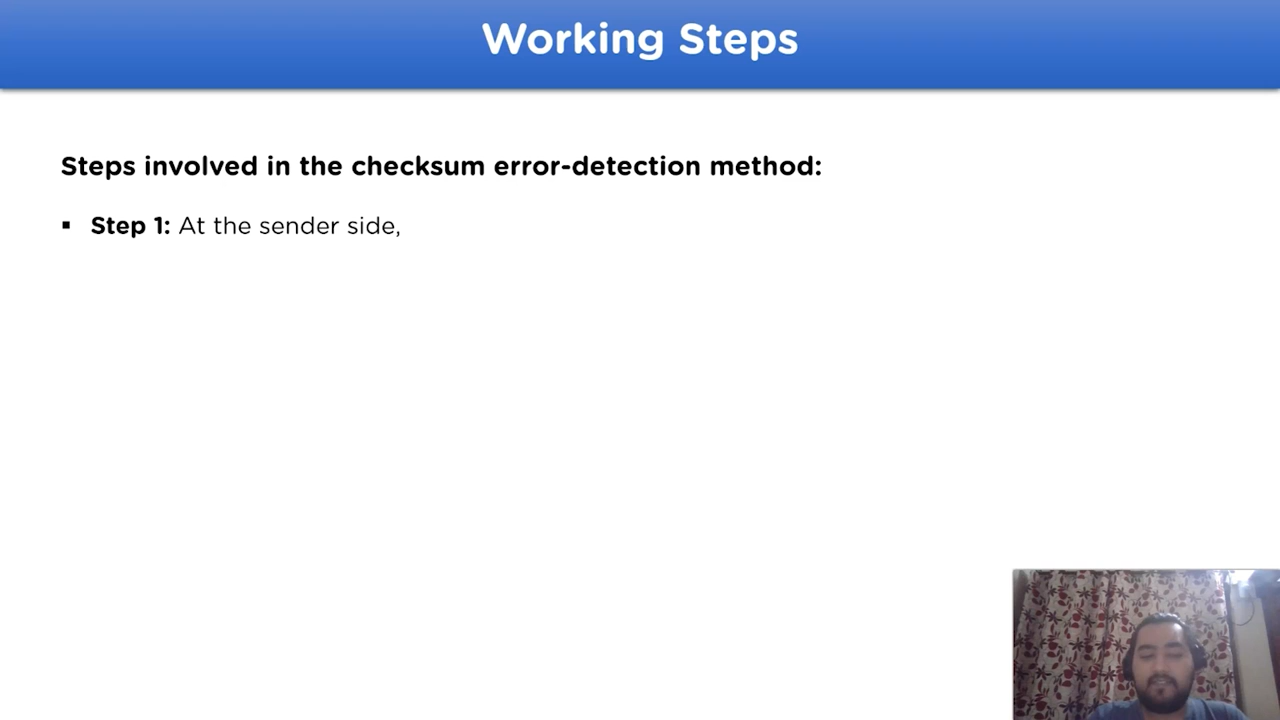 Working Steps
Steps involved in the checksum error-detection method:
▪ Step 1: At the sender side,